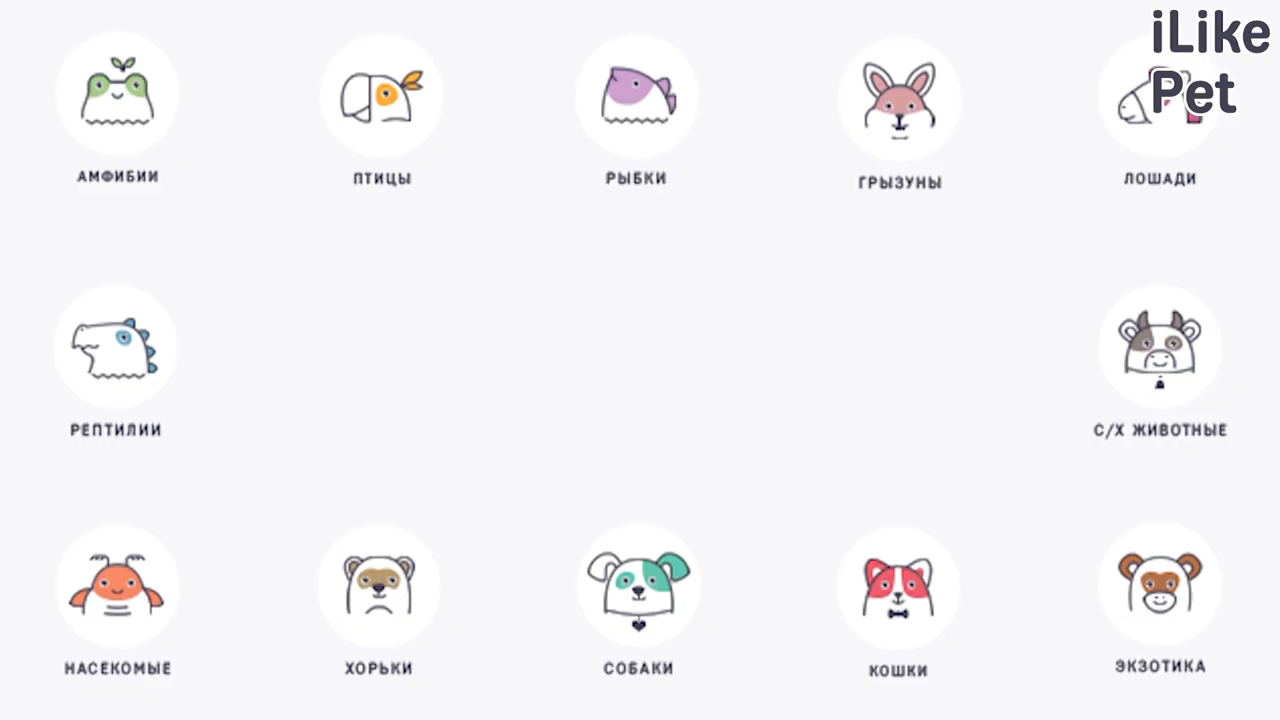 iLike
Pet
АМФИБИИ
ПТИЦЫ
РЫБКИ
ГРЫЗУНЫ
ЛОШАДИ
РЕПТИЛИИ
С/Х ЖИВОТНЫЕ
НАСЕКОМЫЕ
ХОРЬКИ
СОБАКИ
КОШКИ
ЭКЗОТИКА